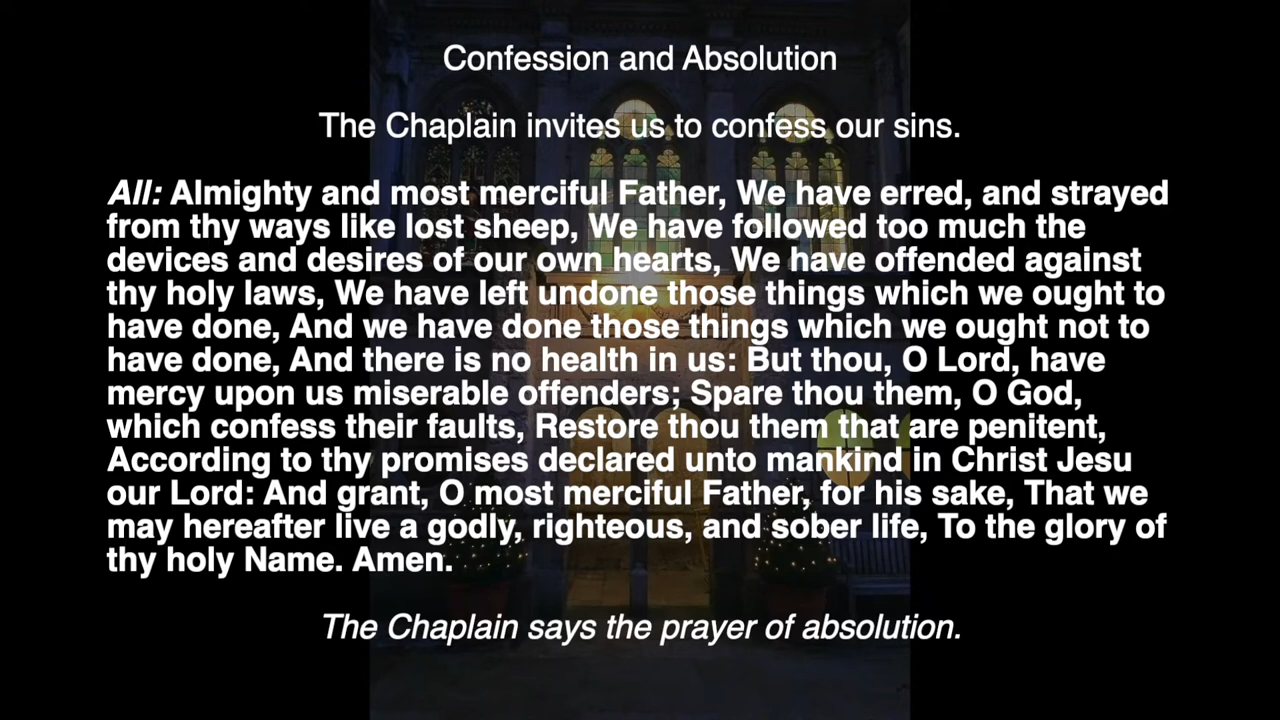 Confession and Absolution
The Chaplain invites us to confess our sins.
All: Almighty and most merciful Father, We have erred, and strayed
from thy ways like lost sheep, We have followed too much the
devices and desires of our own hearts, We have offended against
thy holy laws, We have left undone those things which we ought to
have done, And we have done those things which we ought not to
have done, And there is no health in us: But thou, O Lord, have
mercy upon us miserable offenders; Spare thou them, O God,
which confess their faults, Restore thou them that are penitent,
According to thy promises declared unto mankind in Christ Jesu
our Lord: And grant, O most merciful Father, for his sake, That we
may hereafter live a godly, righteous, and sober life, To the glory of
thy holy Name. Amen.
The Chaplain says the prayer of absolution.